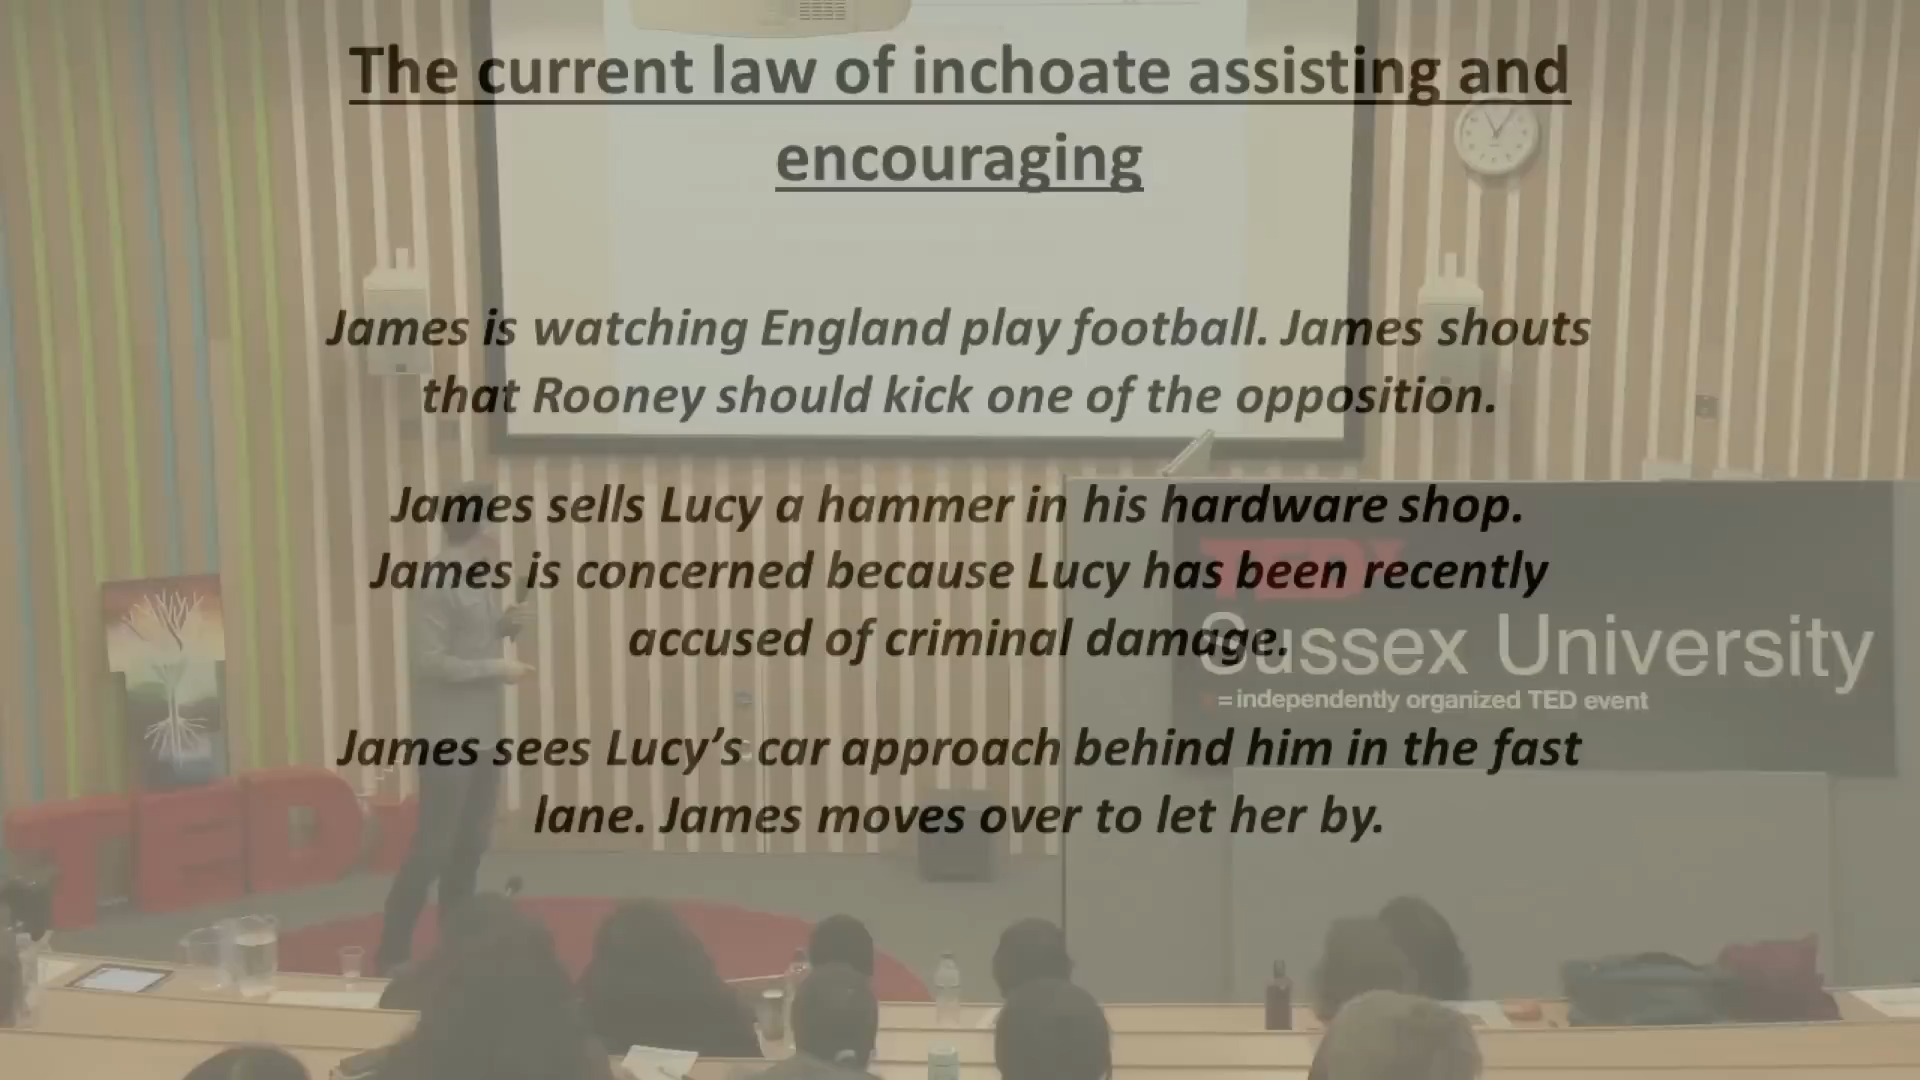 The current law of inchoate assisting and
encouraging
James is watching England play football. James shouts
that Rooney should kick one of the opposition.
James sells Lucy a hammer in his hardware shop.
James is concerned because Lucy has been recently
accused of criminal damage.
James sees Lucy's car approach behind him in the fast
lane. James moves over to let her by.
TEDx
Sussex University
x = independently organized TED event
TEDx